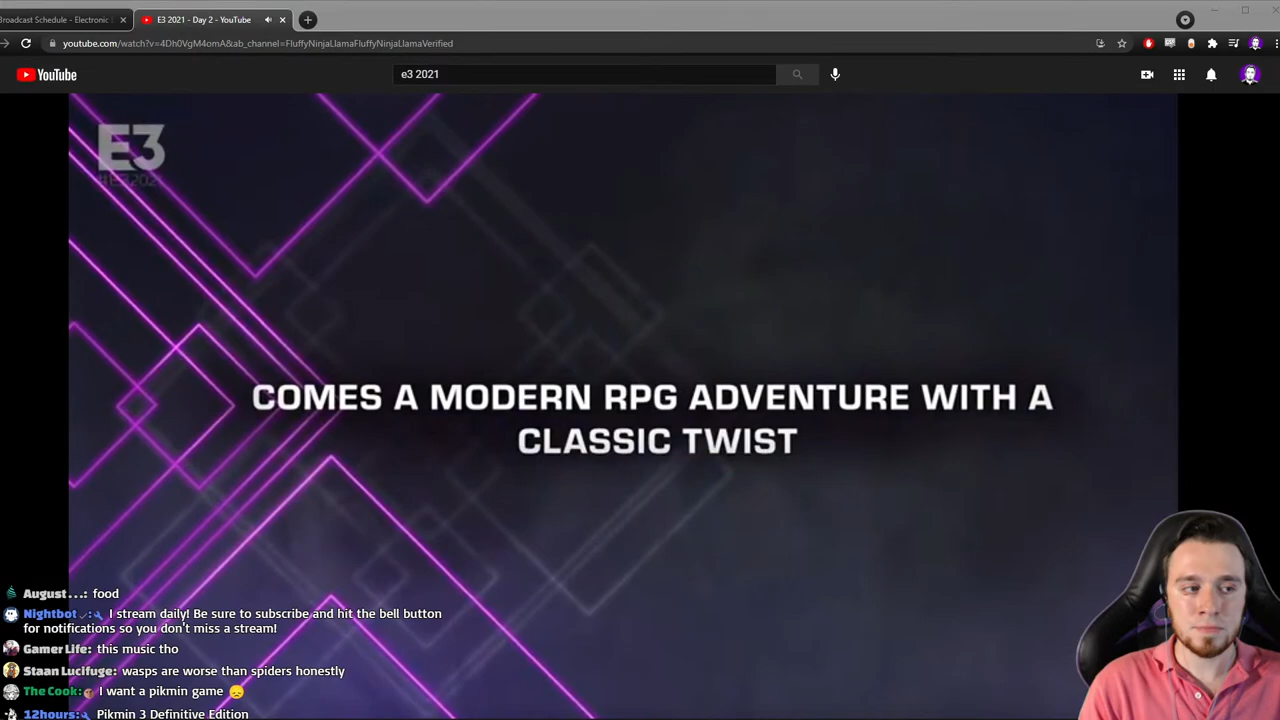 Broadcast Schedule - Electronic
E3 2021 - Day 2 - YouTube
youtube.com/watch?v=4Dh0VgM4omA&ab_channel=FluffyNinjaLlamaFluffyNinjaLlamaVerified
YouTube
e3 2021
E3
#E32021
COMES A MODERN RPG ADVENTURE WITH A
CLASSIC TWIST
August...: food
Nightbot: I stream daily! Be sure to subscribe and hit the bell button
for notifications so you don't miss a stream!
Gamer Life: this music tho
Staan Lucifuge: wasps are worse than spiders honestly
The Cook: I want a pikmin game 😞
12hours: Pikmin 3 Definitive Edition